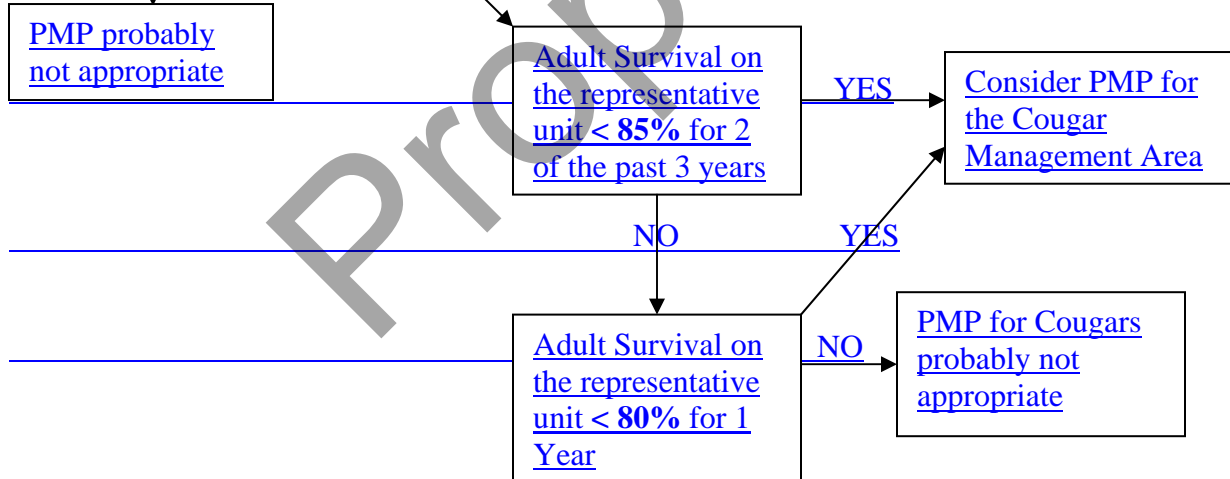 PMP probably
not appropriate
Adult Survival on
the representative
unit < 85% for 2
of the past 3 years
YES
Consider PMP for
the Cougar
Management Area
NO
YES
Adult Survival on
the representative
unit < 80% for 1
Year
NO
PMP for Cougars
probably not
appropriate
Prop